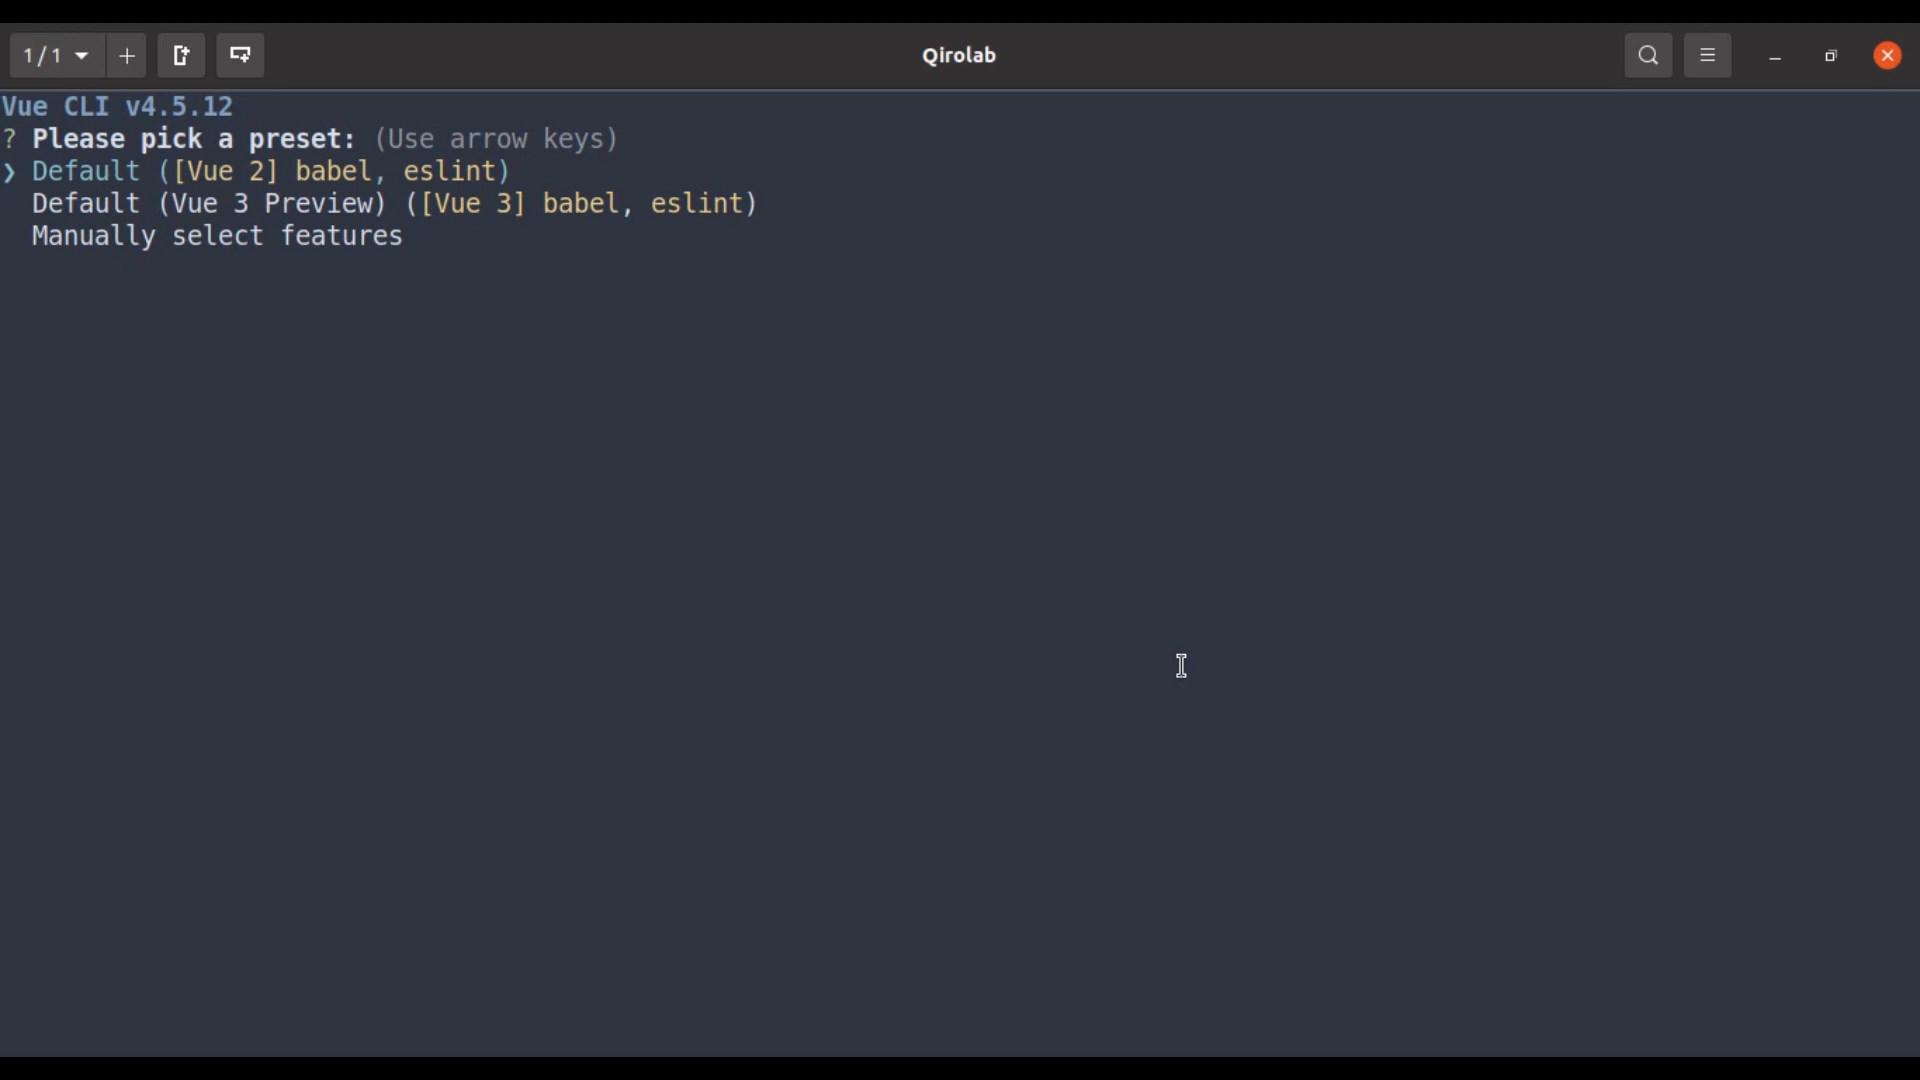 1 / 1
Qirolab
Vue CLI v4.5.12
? Please pick a preset: (Use arrow keys)
❯ Default ([Vue 2] babel, eslint)
Default (Vue 3 Preview) ([Vue 3] babel, eslint)
Manually select features